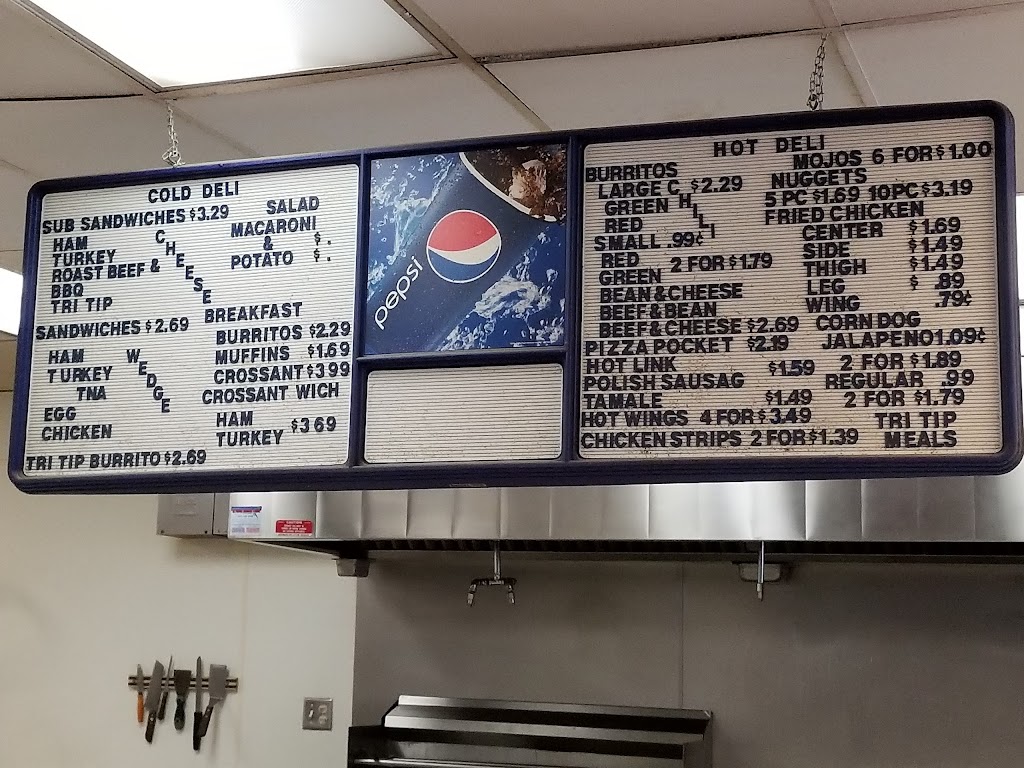 COLD DELI
SUB SANDWICHES $3.29
HAM
TURKEY
ROAST BEEF &
BBQ
TRI TIP
CHEESE
SALAD
MACARONI
&
POTATO
$ .
$ .
SANDWICHES $2.69
HAM
TURKEY
TNA
EGG
CHICKEN
WEDGE
TRI TIP BURRITO $2.69
BREAKFAST
BURRITOS $2.29
MUFFINS $1.69
CROSSANT $3 99
CROSSANT WICH
HAM
TURKEY
$3 69
pepsi
HOT DELI
BURRITOS
LARGE C $2.29
GREEN
RED
HILI
SMALL .99¢
RED
GREEN
2 FOR $1.79
BEAN&CHEESE
BEEF&BEAN
BEEF&CHEESE $2.69
PIZZA POCKET $2.19
HOT LINK
POLISH SAUSAG
$1.59
TAMALE $1.49
HOT WINGS 4 FOR $3.49
CHICKEN STRIPS 2 FOR $1.39
MOJOS 6 FOR $1.00
NUGGETS
5 PC $1.69 10PC $3.19
FRIED CHICKEN
CENTER $1.69
SIDE $1.49
THIGH $1.49
LEG $ .89
WING .79¢
CORN DOG
JALAPENO 1.09¢
2 FOR $1.89
REGULAR .99
2 FOR $1.79
TRI TIP
MEALS